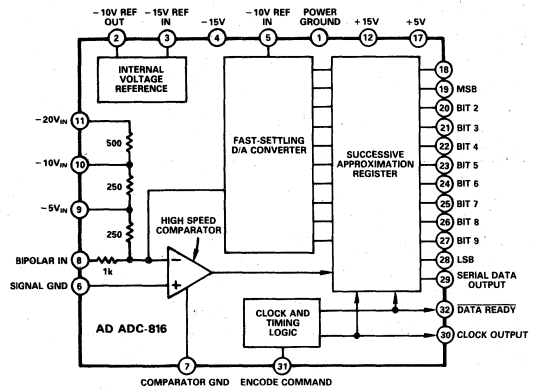 −10V REF
OUT
−15V REF
IN
−15V
−10V REF
IN
POWER
GROUND
+15V
+5V
2
3
4
5
1
12
17
INTERNAL
VOLTAGE
REFERENCE
FAST-SETTLING
D/A CONVERTER
SUCCESSIVE
APPROXIMATION
REGISTER
18
19 MSB
20 BIT 2
21 BIT 3
22 BIT 4
23 BIT 5
24 BIT 6
25 BIT 7
26 BIT 8
27 BIT 9
28 LSB
29 SERIAL DATA
OUTPUT
32 DATA READY
30 CLOCK OUTPUT
−20VIN 11
500
−10VIN 10
250
−5VIN 9
250
HIGH SPEED
COMPARATOR
BIPOLAR IN 8
1k
−
SIGNAL GND 6
+
AD ADC-816
CLOCK AND
TIMING
LOGIC
7
31
COMPARATOR GND
ENCODE COMMAND